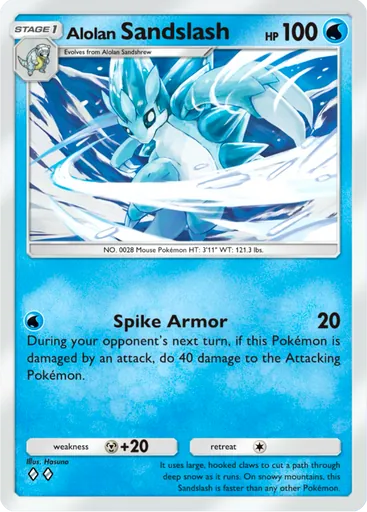 STAGE 1
Alolan Sandslash HP 100
Evolves from Alolan Sandshrew
NO. 0028 Mouse Pokémon HT: 3'11" WT: 121.3 lbs.
Spike Armor 20
During your opponent's next turn, if this Pokémon is
damaged by an attack, do 40 damage to the Attacking
Pokémon.
weakness +20 retreat
Illus. Hasuno
It uses large, hooked claws to cut a path through
deep snow as it runs. On snowy mountains, this
Sandslash is faster than any other Pokémon.